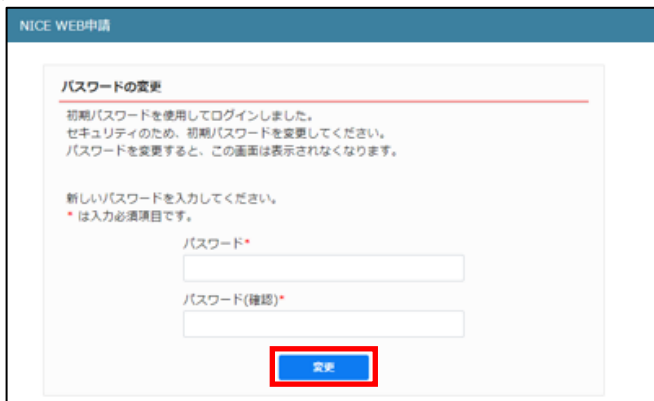 NICE WEB申請
パスワードの変更
初期パスワードを使用してログインしました。
セキュリティのため、初期パスワードを変更してください。
パスワードを変更すると、この画面は表示されなくなります。
新しいパスワードを入力してください。
* は入力必須項目です。
パスワード*
パスワード(確認)*
変更